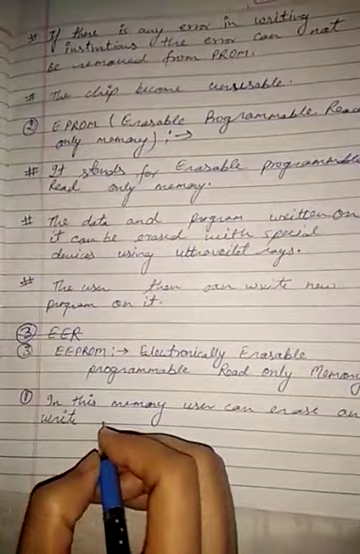 # If there is any error in writing
instrutions the error can not
be removed from PROM.
# The chip become unusable.
② EPROM (Erasable Programmable Read
only memory) :→
# It stands for Erasable programmable
Read only memory.
# The data and program written on
it can be erased with special
devices using ultraviolet rays.
# The user then can write new
program on it.
③ EER
③ EEPROM :→ Electronically Erasable
programmable Read Only Memory
① In this memory user can erase an
write